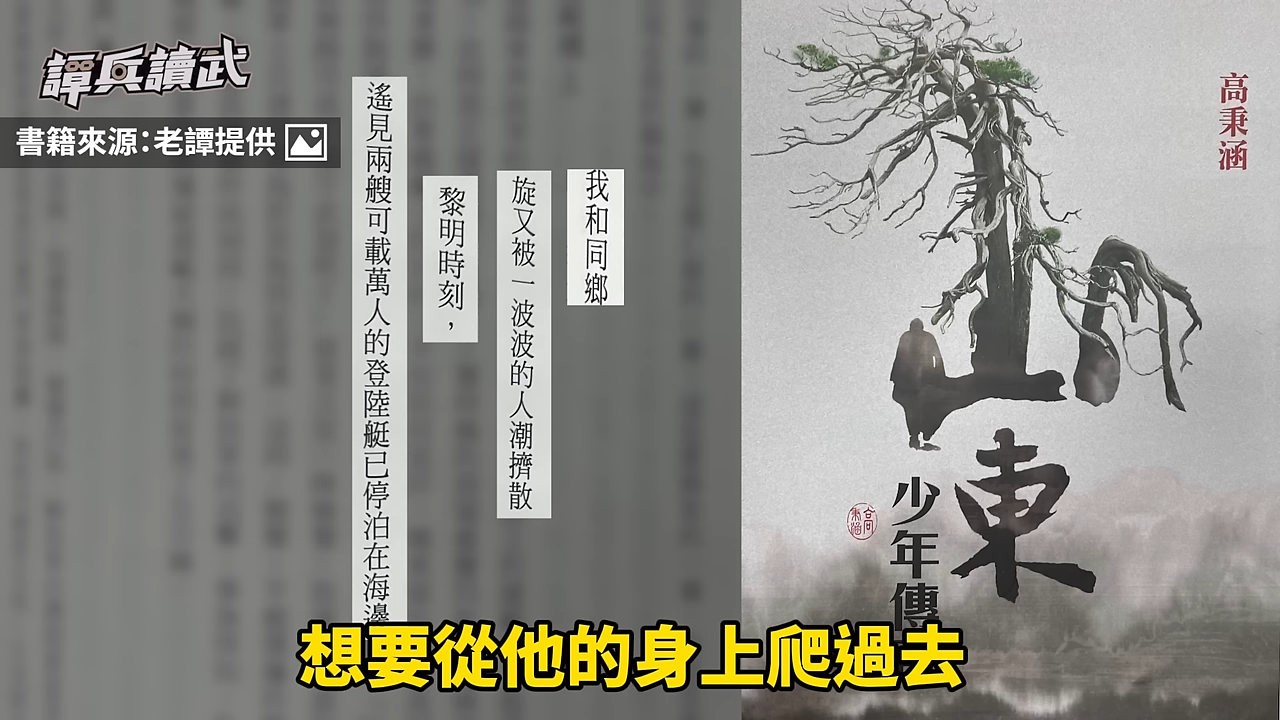 譚兵讀武
書籍來源：老譚提供
我和同鄉
旋又被一波波的人潮擠散
黎明時刻，
遙見兩艘可載萬人的登陸艇已停泊在海邊
高秉涵
山東
少年傳
高秉涵
想要從他的身上爬過去